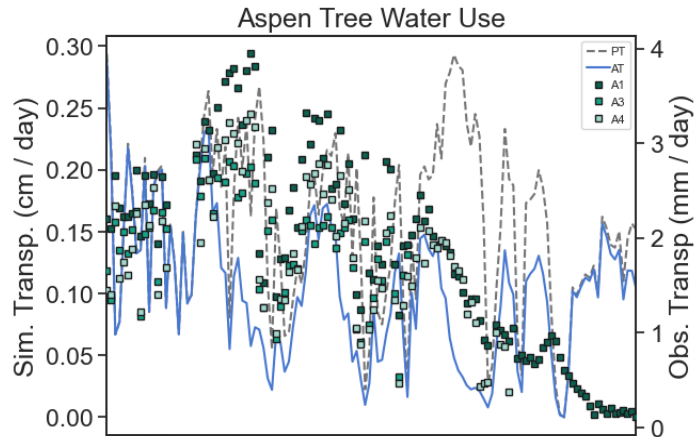 Aspen Tree Water Use
Sim. Transp. (cm / day)
0.30
0.25
0.20
0.15
0.10
0.05
0.00
PT
AT
A1
A3
A4
4
3
2
1
0
Obs. Transp. (mm / day)